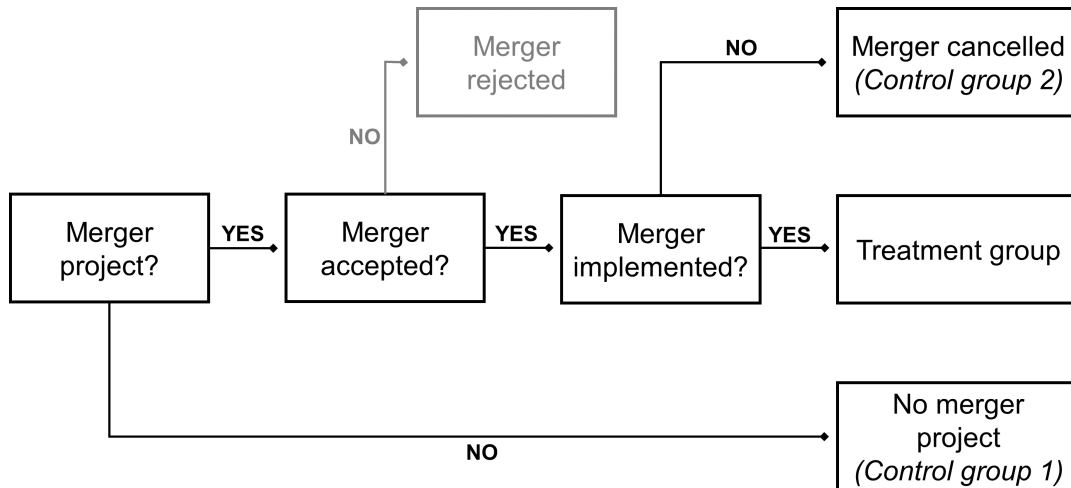 Merger
rejected
NO
NO
Merger cancelled
(Control group 2)
Merger
project?
YES
Merger
accepted?
YES
Merger
implemented?
YES
Treatment group
NO
No merger
project
(Control group 1)